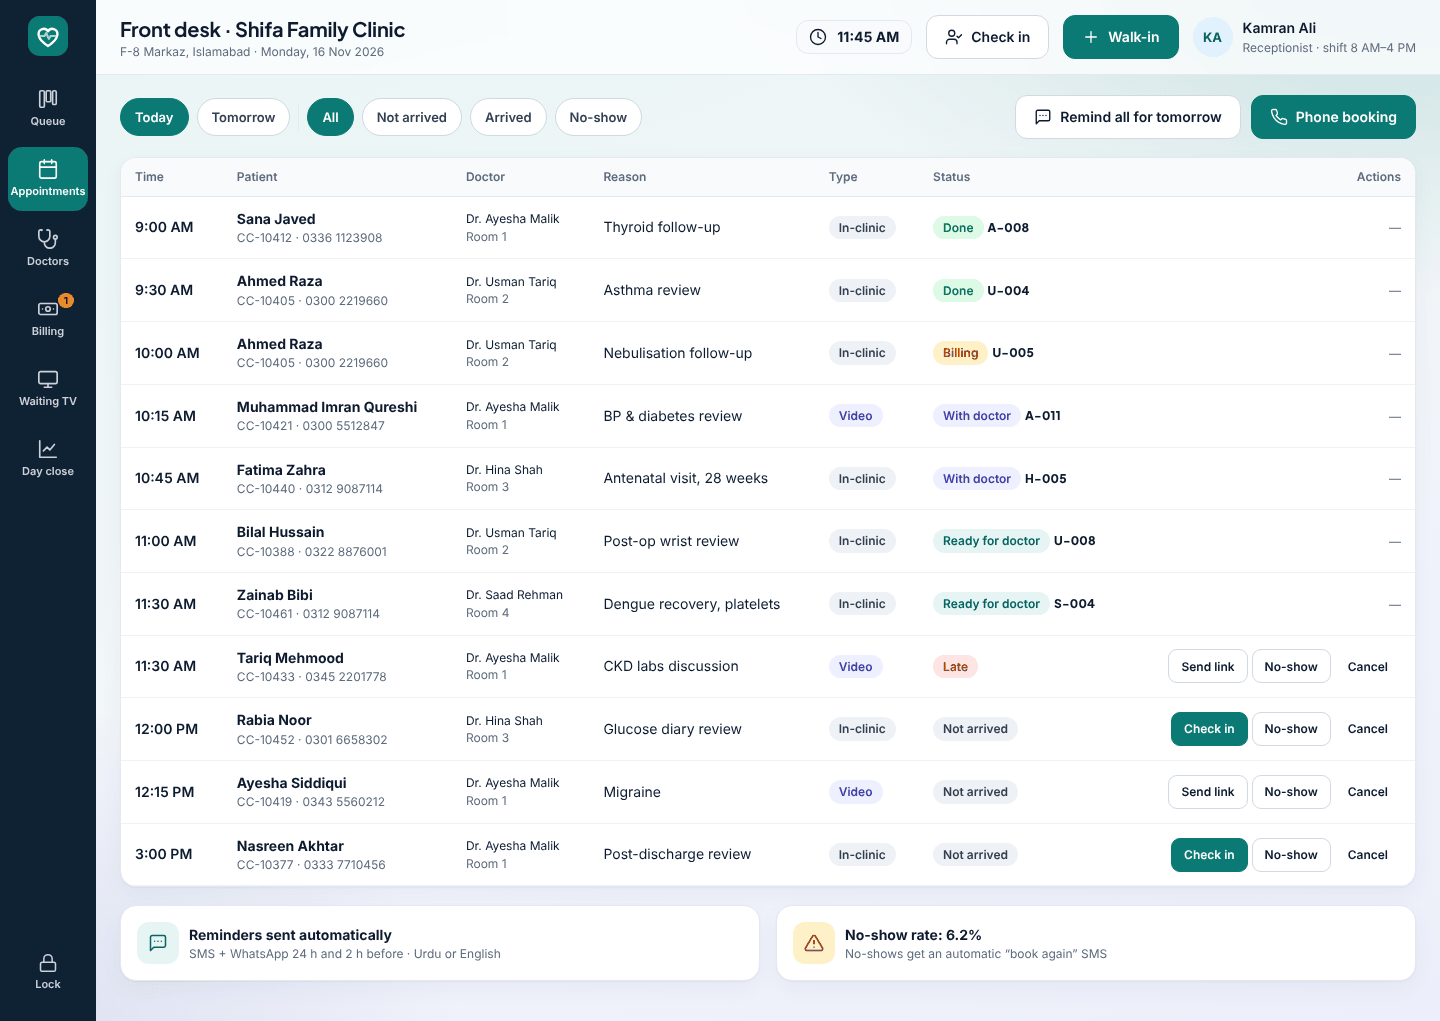 Front desk · Shifa Family Clinic
F-8 Markaz, Islamabad · Monday, 16 Nov 2026
11:45 AM
Check in
Walk-in
KA
Kamran Ali
Receptionist · shift 8 AM–4 PM
Queue
Appointments
Doctors
1
Billing
Waiting TV
Day close
Lock
Today
Tomorrow
All
Not arrived
Arrived
No-show
Remind all for tomorrow
Phone booking
Time Patient Doctor Reason Type Status Actions
9:00 AM Sana Javed Dr. Ayesha Malik Thyroid follow-up In-clinic Done A-008 —
CC-10412 · 0336 1123908 Room 1
9:30 AM Ahmed Raza Dr. Usman Tariq Asthma review In-clinic Done U-004 —
CC-10405 · 0300 2219660 Room 2
10:00 AM Ahmed Raza Dr. Usman Tariq Nebulisation follow-up In-clinic Billing U-005 —
CC-10405 · 0300 2219660 Room 2
10:15 AM Muhammad Imran Qureshi Dr. Ayesha Malik BP & diabetes review Video With doctor A-011 —
CC-10421 · 0300 5512847 Room 1
10:45 AM Fatima Zahra Dr. Hina Shah Antenatal visit, 28 weeks In-clinic With doctor H-005 —
CC-10440 · 0312 9087114 Room 3
11:00 AM Bilal Hussain Dr. Usman Tariq Post-op wrist review In-clinic Ready for doctor U-008 —
CC-10388 · 0322 8876001 Room 2
11:30 AM Zainab Bibi Dr. Saad Rehman Dengue recovery, platelets In-clinic Ready for doctor S-004 —
CC-10461 · 0312 9087114 Room 4
11:30 AM Tariq Mehmood Dr. Ayesha Malik CKD labs discussion Video Late Send link No-show Cancel
CC-10433 · 0345 2201778 Room 1
12:00 PM Rabia Noor Dr. Hina Shah Glucose diary review In-clinic Not arrived Check in No-show Cancel
CC-10452 · 0301 6658302 Room 3
12:15 PM Ayesha Siddiqui Dr. Ayesha Malik Migraine Video Not arrived Send link No-show Cancel
CC-10419 · 0343 5560212 Room 1
3:00 PM Nasreen Akhtar Dr. Ayesha Malik Post-discharge review In-clinic Not arrived Check in No-show Cancel
CC-10377 · 0333 7710456 Room 1
Reminders sent automatically
SMS + WhatsApp 24 h and 2 h before · Urdu or English
No-show rate: 6.2%
No-shows get an automatic “book again” SMS